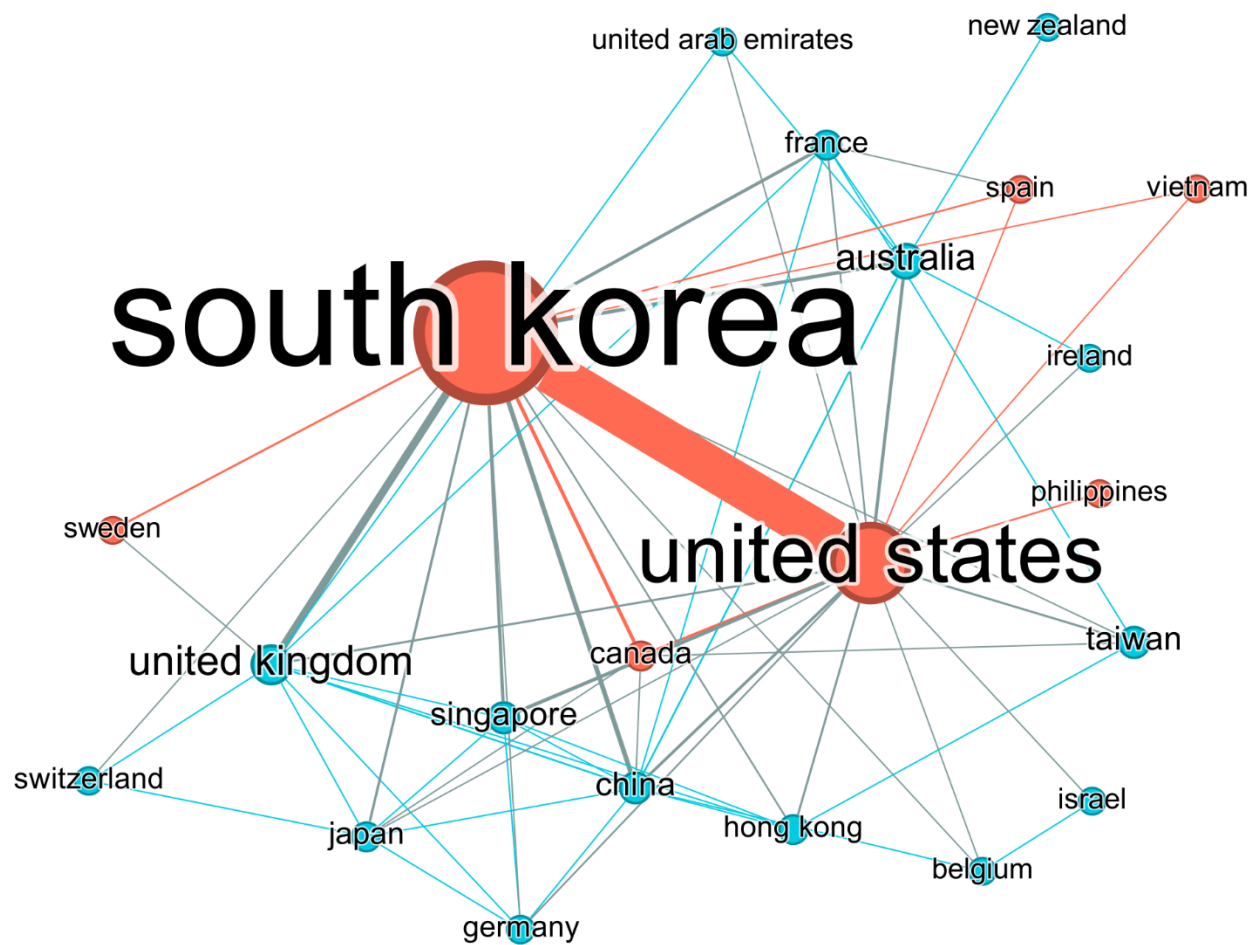 new zealand
united arab emirates
france
spain
vietnam
australia
south korea
ireland
philippines
sweden
united states
taiwan
canada
united kingdom
singapore
switzerland
china
israel
hong kong
japan
belgium
germany